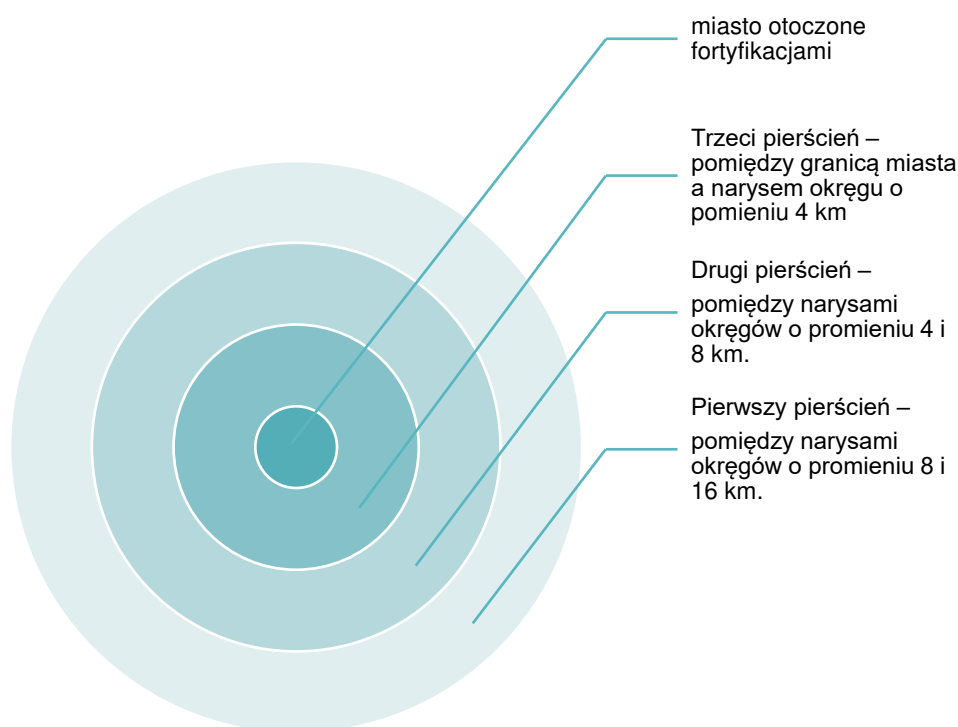 miasto otoczone
fortyfikacjami
Trzeci pierścień –
pomiędzy granicą miasta
a narysem okręgu o
pomieniu 4 km
Drugi pierścień –
pomiędzy narysami
okręgów o promieniu 4 i
8 km.
Pierwszy pierścień –
pomiędzy narysami
okręgów o promieniu 8 i
16 km.